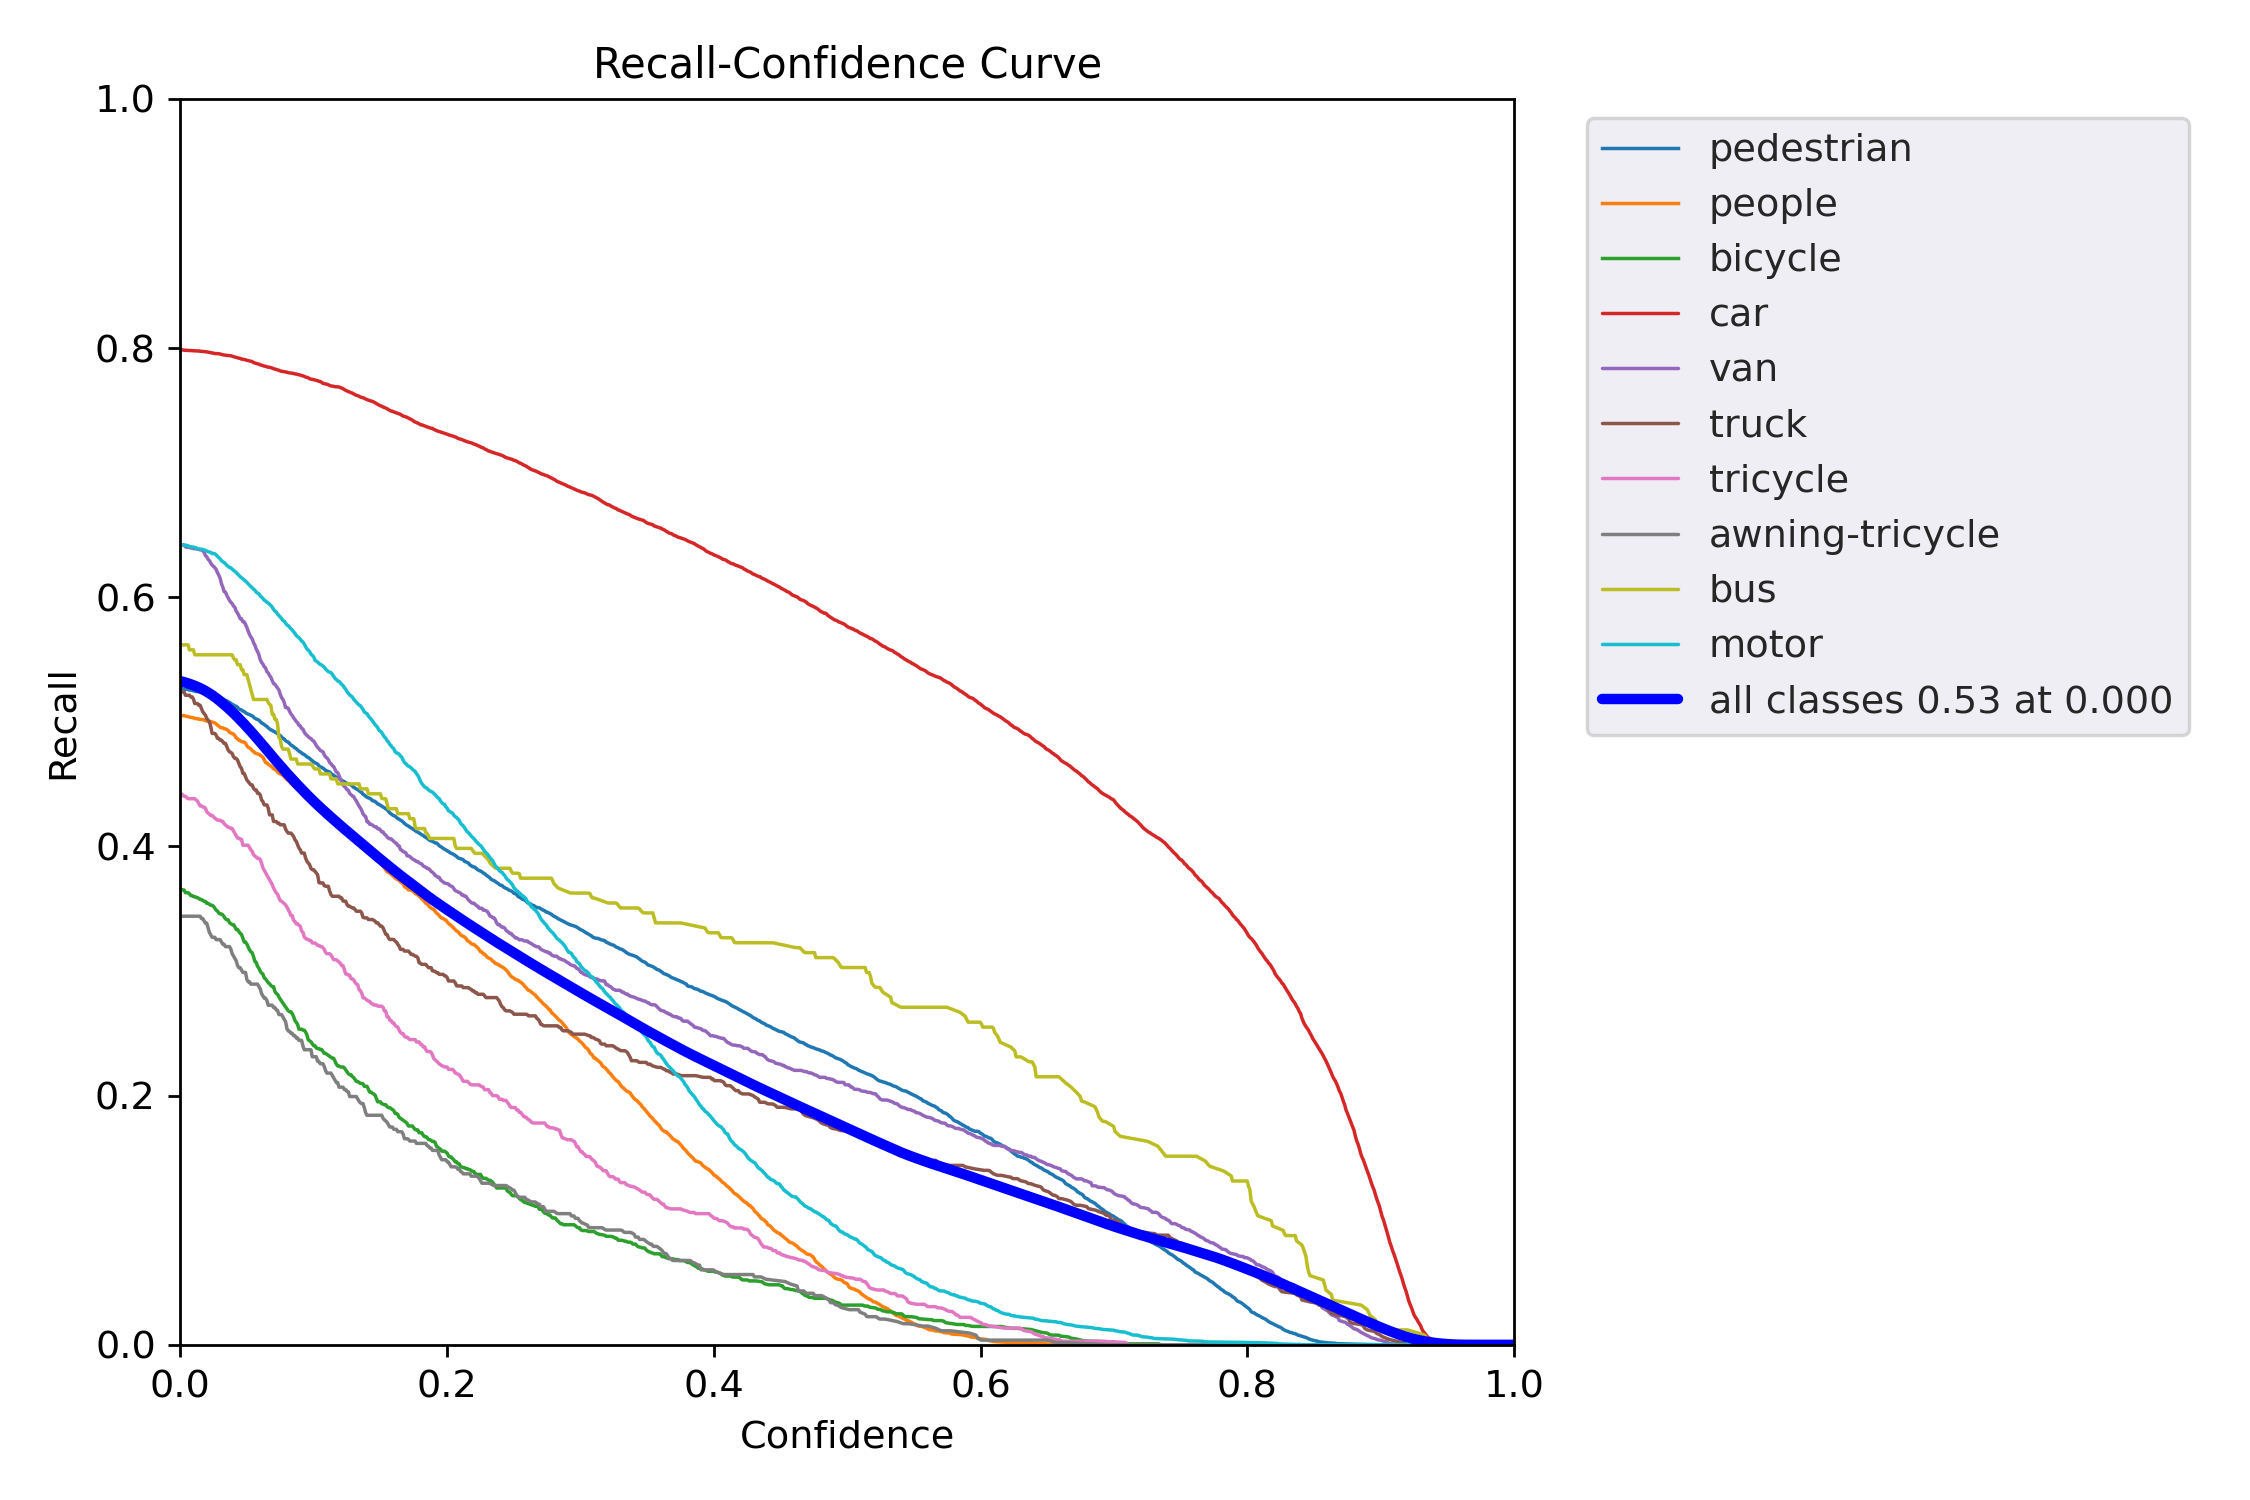 Recall-Confidence Curve
1.0
0.8
0.6
0.4
0.2
0.0
Recall
0.0 0.2 0.4 0.6 0.8 1.0
Confidence
pedestrian
people
bicycle
car
van
truck
tricycle
awning-tricycle
bus
motor
all classes 0.53 at 0.000